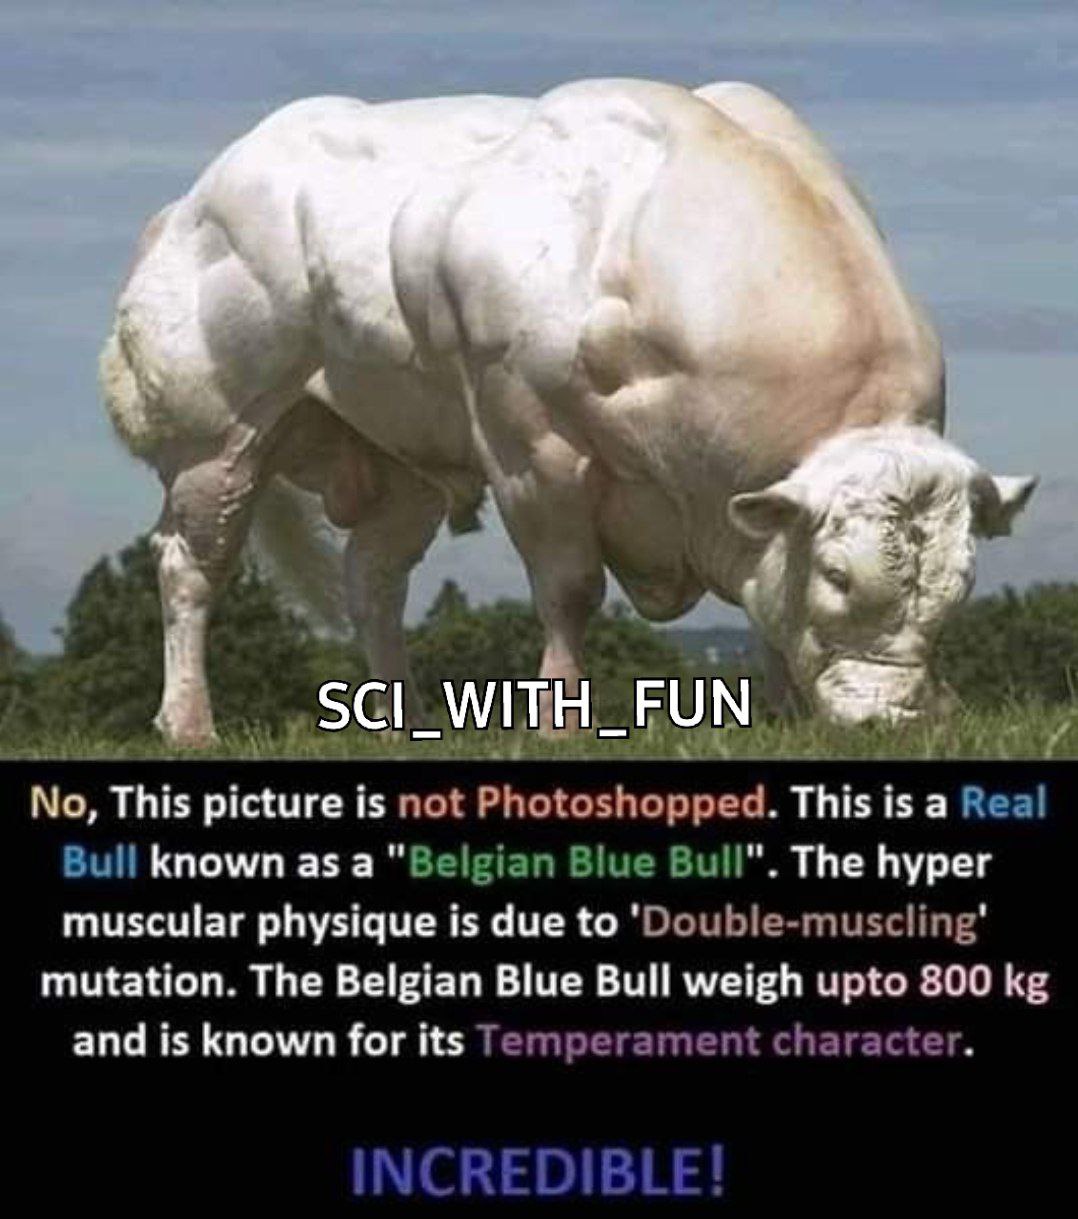 SCI_WITH_FUN
No, This picture is not Photoshopped. This is a Real
Bull known as a "Belgian Blue Bull". The hyper
muscular physique is due to 'Double-muscling'
mutation. The Belgian Blue Bull weigh upto 800 kg
and is known for its Temperament character.
INCREDIBLE!